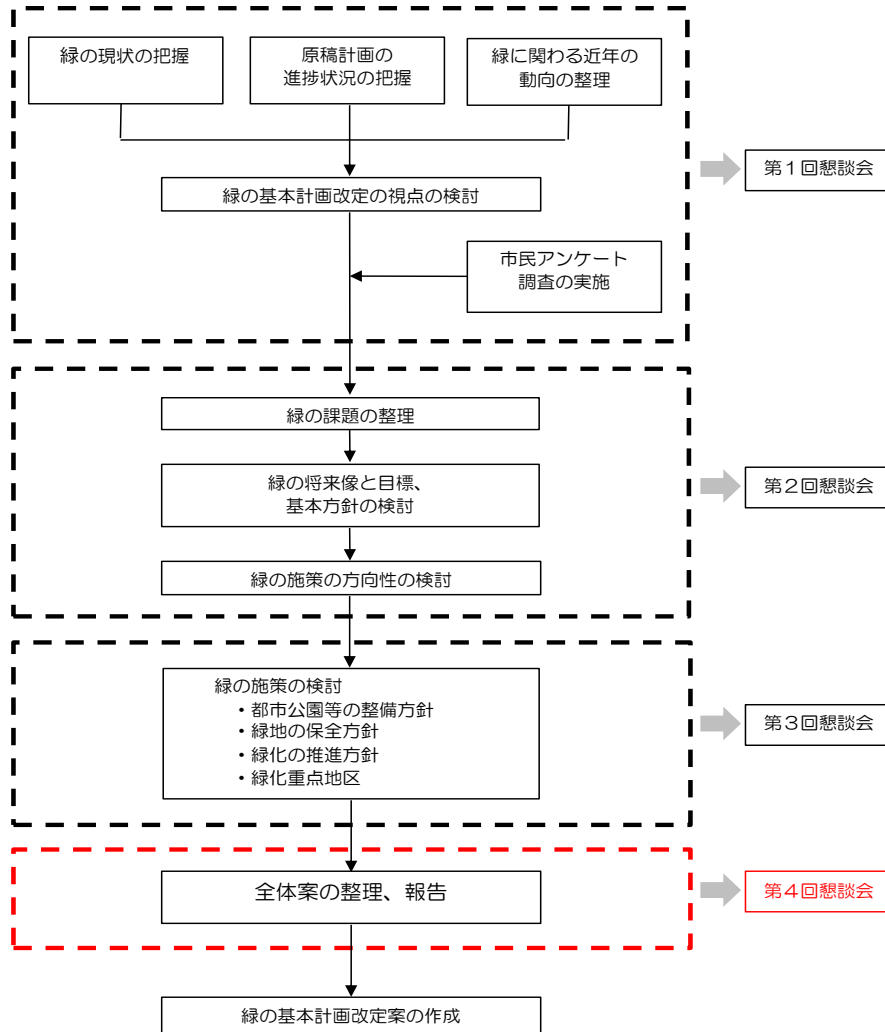 緑の現状の把握
原稿計画の
進捗状況の把握
緑に関わる近年の
動向の整理
緑の基本計画改定の視点の検討
市民アンケート
調査の実施
第1回懇談会
緑の課題の整理
緑の将来像と目標、
基本方針の検討
緑の施策の方向性の検討
第2回懇談会
緑の施策の検討
・都市公園等の整備方針
・緑地の保全方針
・緑化の推進方針
・緑化重点地区
第3回懇談会
全体案の整理、報告
第4回懇談会
緑の基本計画改定案の作成